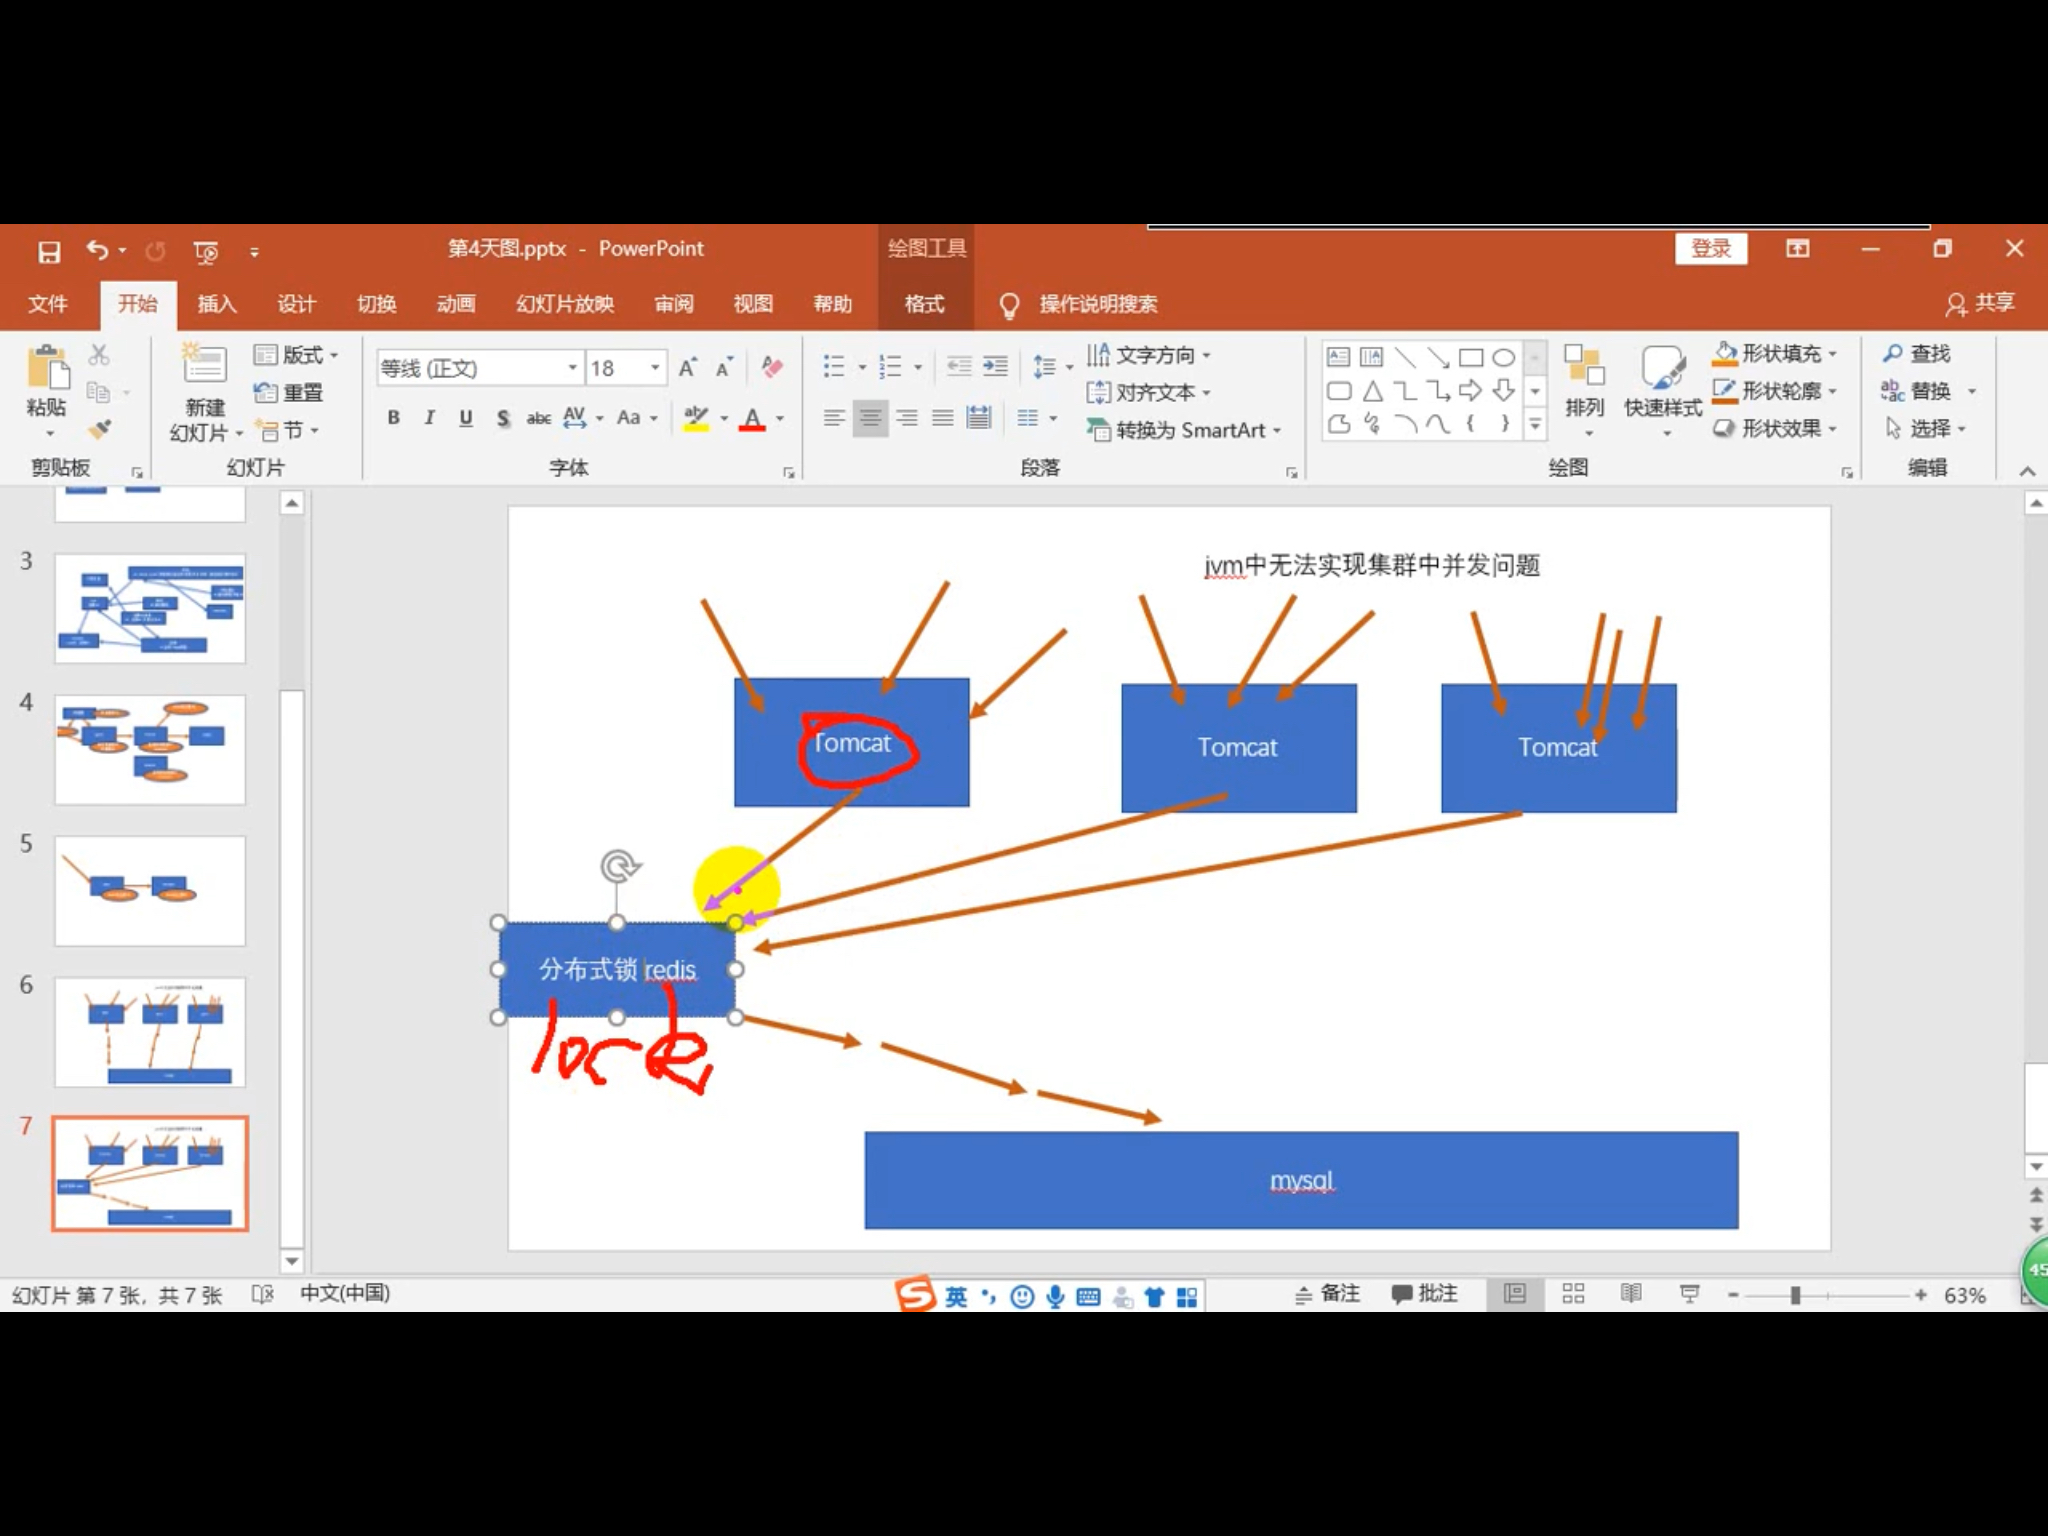 第4天图.pptx - PowerPoint
绘图工具
登录
文件
开始
插入
设计
切换
动画
幻灯片放映
审阅
视图
帮助
格式
操作说明搜索
共享
粘贴
新建
幻灯片
版式
重置
节
等线 (正文)
18
B I U S abc AV Aa A
文字方向
对齐文本
转换为 SmartArt
排列
快速样式
形状填充
形状轮廓
形状效果
查找
替换
选择
剪贴板
幻灯片
字体
段落
绘图
编辑
3
4
5
6
7
jvm中无法实现集群中并发问题
Tomcat
Tomcat
Tomcat
分布式锁 redis
lock
mysql
幻灯片 第 7 张，共 7 张
中文(中国)
英
备注
批注
63%
45